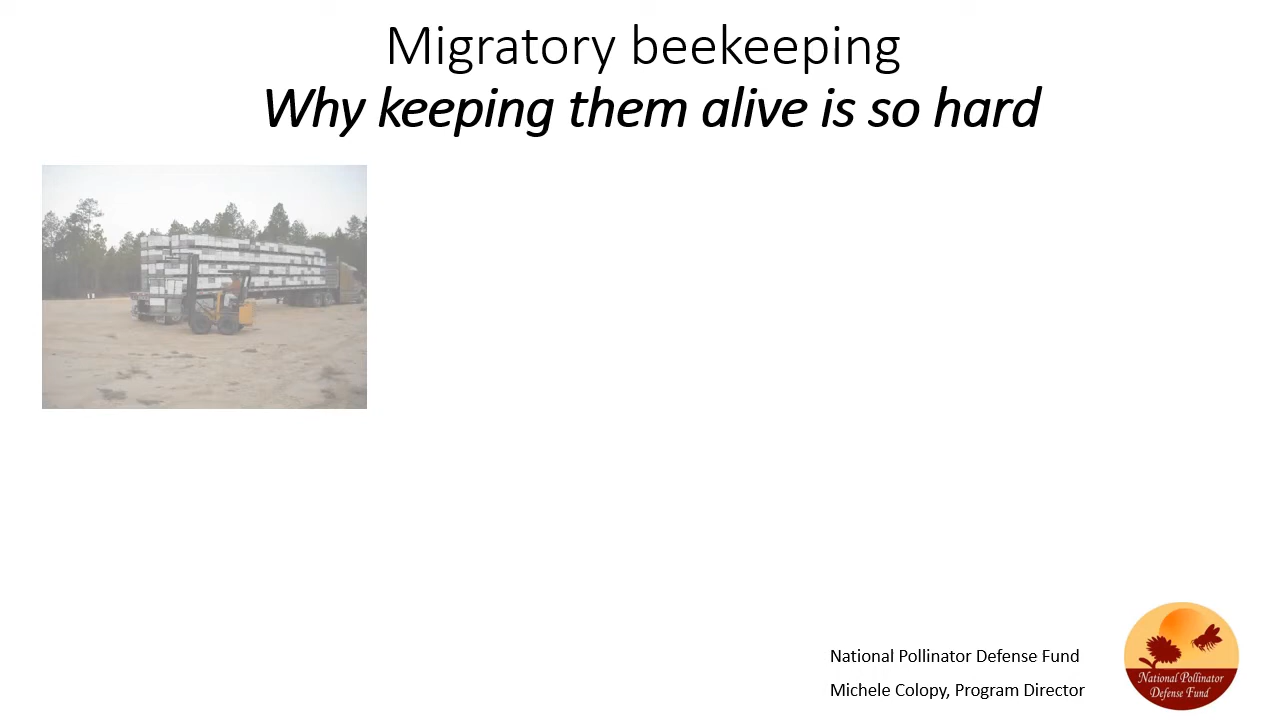 Migratory beekeeping
Why keeping them alive is so hard
National Pollinator Defense Fund
Michele Colopy, Program Director
National Pollinator
Defense Fund